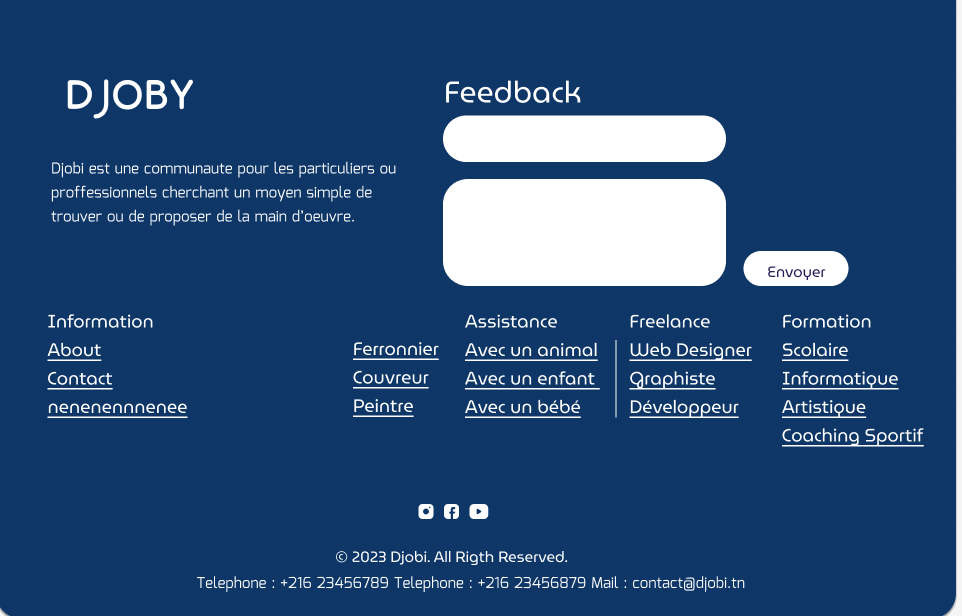 DJOBY
Djobi est une communaute pour les particuliers ou
proffessionnels cherchant un moyen simple de
trouver ou de proposer de la main d'oeuvre.
Feedback
Envoyer
Information
About
Contact
nenenennnenee
Ferronnier
Couvreur
Peintre
Assistance
Avec un animal
Avec un enfant
Avec un bébé
Freelance
Web Designer
Graphiste
Développeur
Formation
Scolaire
Informatique
Artistique
Coaching Sportif
© 2023 Djobi. All Rigth Reserved.
Telephone : +216 23456789 Telephone : +216 23456879 Mail : contact@djobi.tn